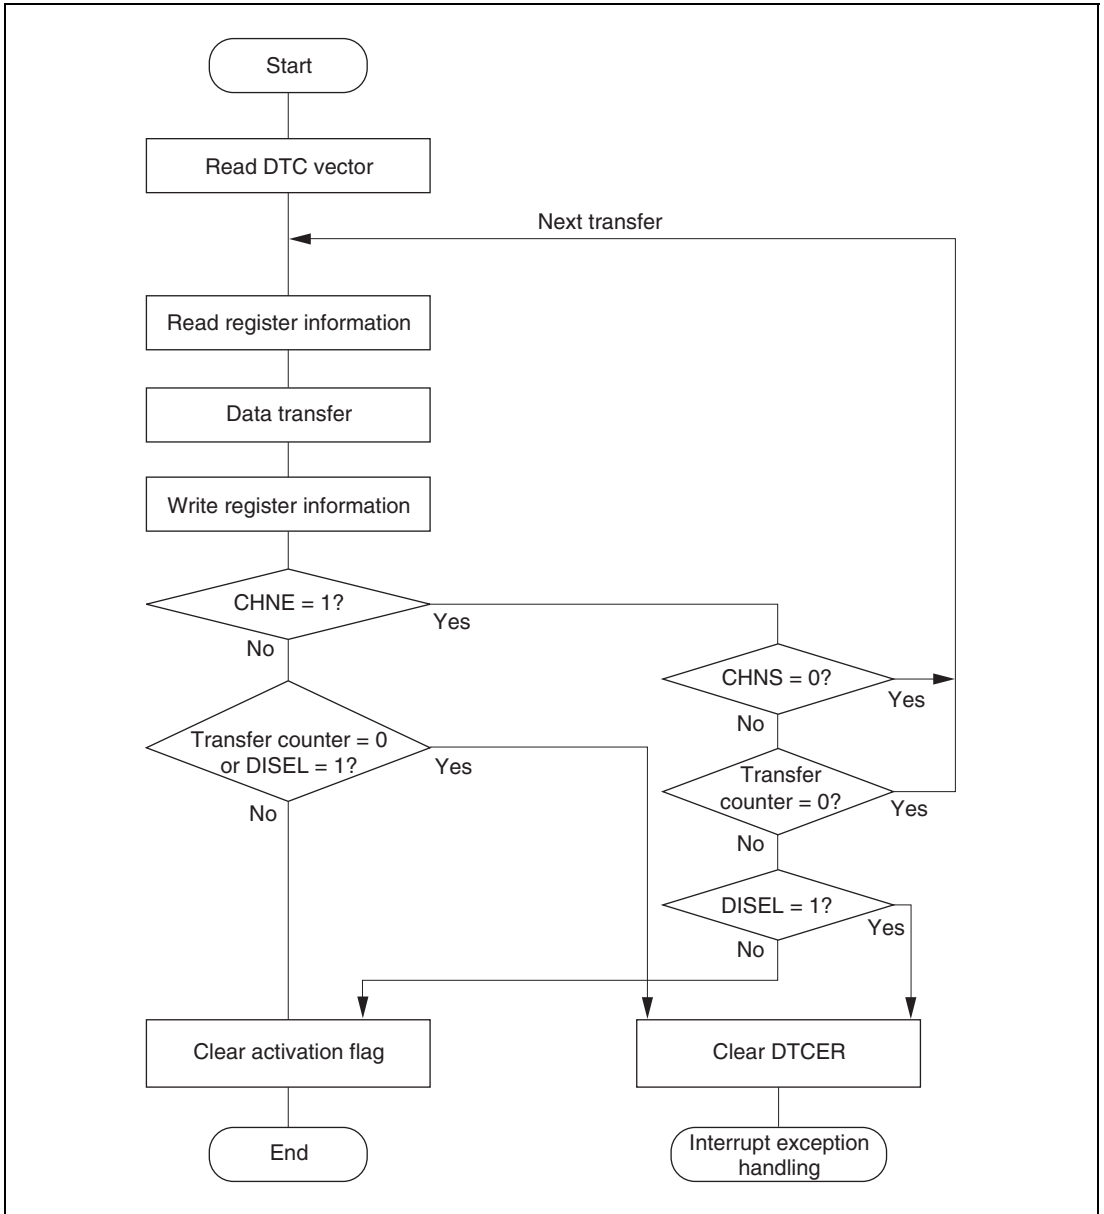 Start
Read DTC vector
Next transfer
Read register information
Data transfer
Write register information
CHNE = 1?
Yes
No
CHNS = 0?
Yes
No
Transfer counter = 0
or DISEL = 1?
Yes
No
Transfer
counter = 0?
Yes
No
DISEL = 1?
Yes
No
Clear activation flag
Clear DTCER
End
Interrupt exception
handling